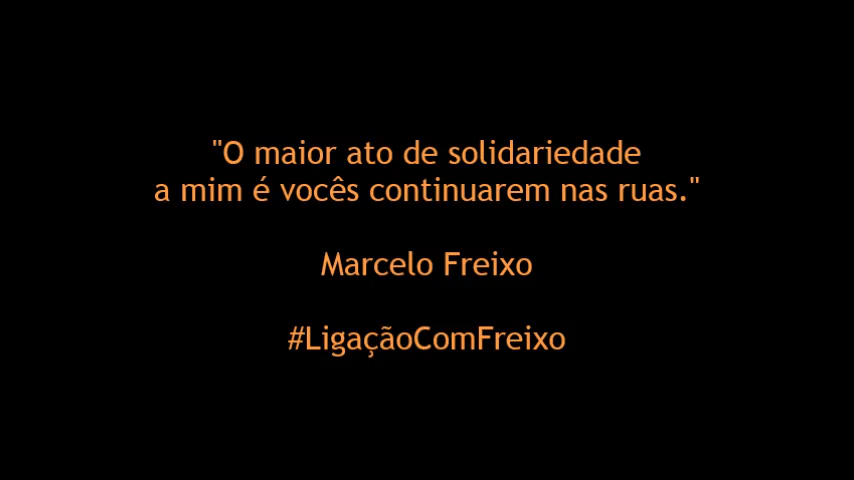 "O maior ato de solidariedade
a mim é vocês continuarem nas ruas."
Marcelo Freixo
#LigaçãoComFreixo